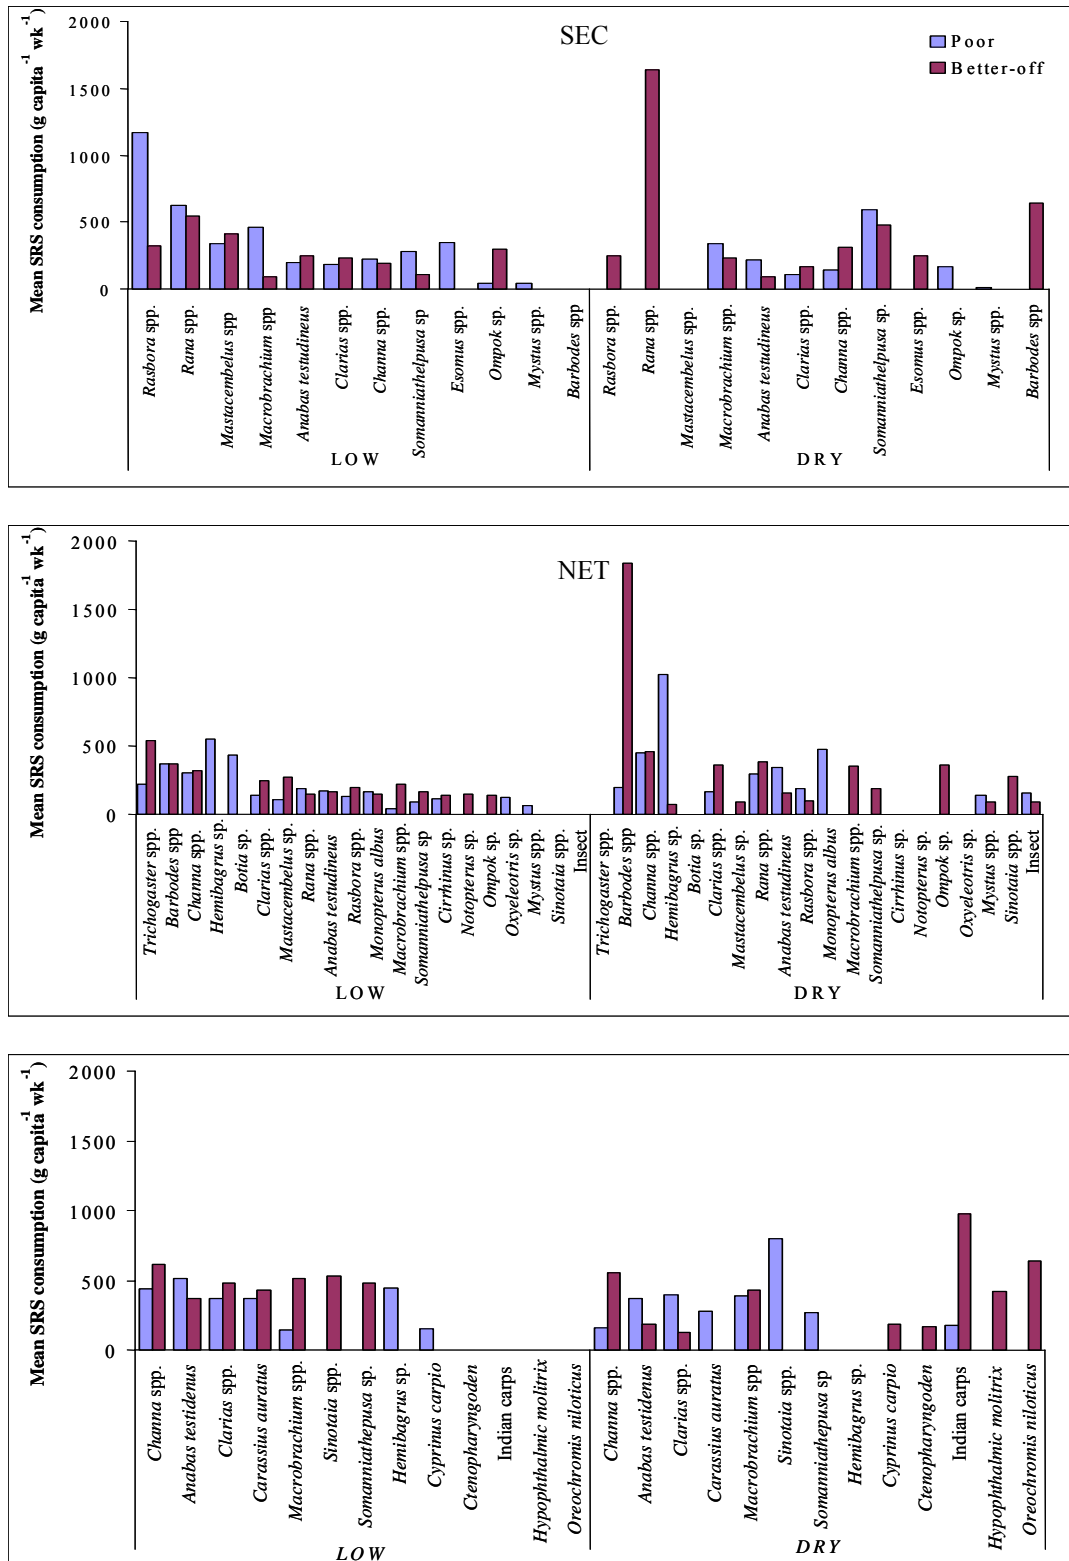 SEC
Poor
Better-off
Mean SRS consumption (g capita⁻¹ wk⁻¹)
2000
1500
1000
500
0
Rasbora spp.
Rana spp.
Mastacembelus spp
Macrobrachium spp
Anabas testudineus
Clarias spp.
Channa spp.
Somanniathelpusa sp
Esomus spp.
Ompok sp.
Mystus spp.
Barbodes spp
Rasbora spp.
Rana spp.
Mastacembelus spp.
Macrobrachium spp.
Anabas testudineus
Clarias spp.
Channa spp.
Somanniathelpusa sp.
Esomus spp.
Ompok sp.
Mystus spp.
Barbodes spp
LOW
DRY
NET
Mean SRS consumption (g capita⁻¹ wk⁻¹)
2000
1500
1000
500
0
Trichogaster spp.
Barbodes spp
Channa spp.
Hemibagrus sp.
Botia sp.
Clarias spp.
Mastacembelus sp.
Rana spp.
Anabas testudineus
Rasbora spp.
Monopterus albus
Macrobrachium spp.
Somanniathelpusa sp
Cirrhinus sp.
Notopterus sp.
Ompok sp.
Oxyeleotris sp.
Mystus spp.
Sinotaia spp.
Insect
Trichogaster spp.
Barbodes spp
Channa spp.
Hemibagrus sp.
Botia sp.
Clarias spp.
Mastacembelus sp.
Rana spp.
Anabas testudineus
Rasbora spp.
Monopterus albus
Macrobrachium spp.
Somanniathelpusa sp.
Cirrhinus sp.
Notopterus sp.
Ompok sp.
Oxyeleotris sp.
Mystus spp.
Sinotaia spp.
Insect
LOW
DRY
Mean SRS consumption (g capita⁻¹ wk⁻¹)
2000
1500
1000
500
0
Channa spp.
Anabas testidenus
Clarias spp.
Carassius auratus
Macrobrachium spp.
Sinotaia spp.
Somanniathepusa sp.
Hemibagrus sp.
Cyprinus carpio
Ctenopharyngoden
Indian carps
Hypophthalmic molitrix
Oreochromis niloticus
Channa spp.
Anabas testidenus
Clarias spp.
Carassius auratus
Macrobrachium spp
Sinotaia spp.
Somanniathepusa sp
Hemibagrus sp.
Cyprinus carpio
Ctenopharyngoden
Indian carps
Hypophthalmic molitrix
Oreochromis niloticus
LOW
DRY